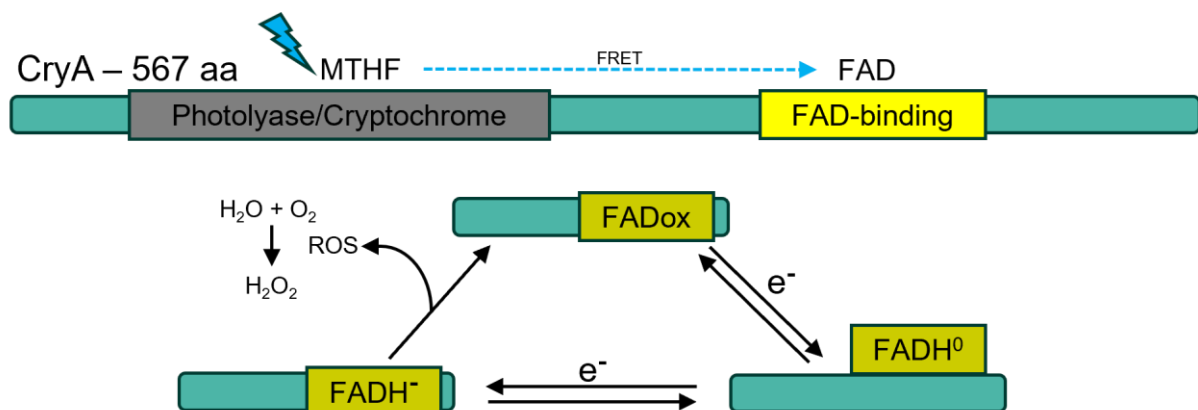 CryA – 567 aa
MTHF
FRET
FAD
Photolyase/Cryptochrome
FAD-binding
H₂O + O₂
ROS
H₂O₂
FADox
e⁻
FADH⁰
FADH⁻
e⁻